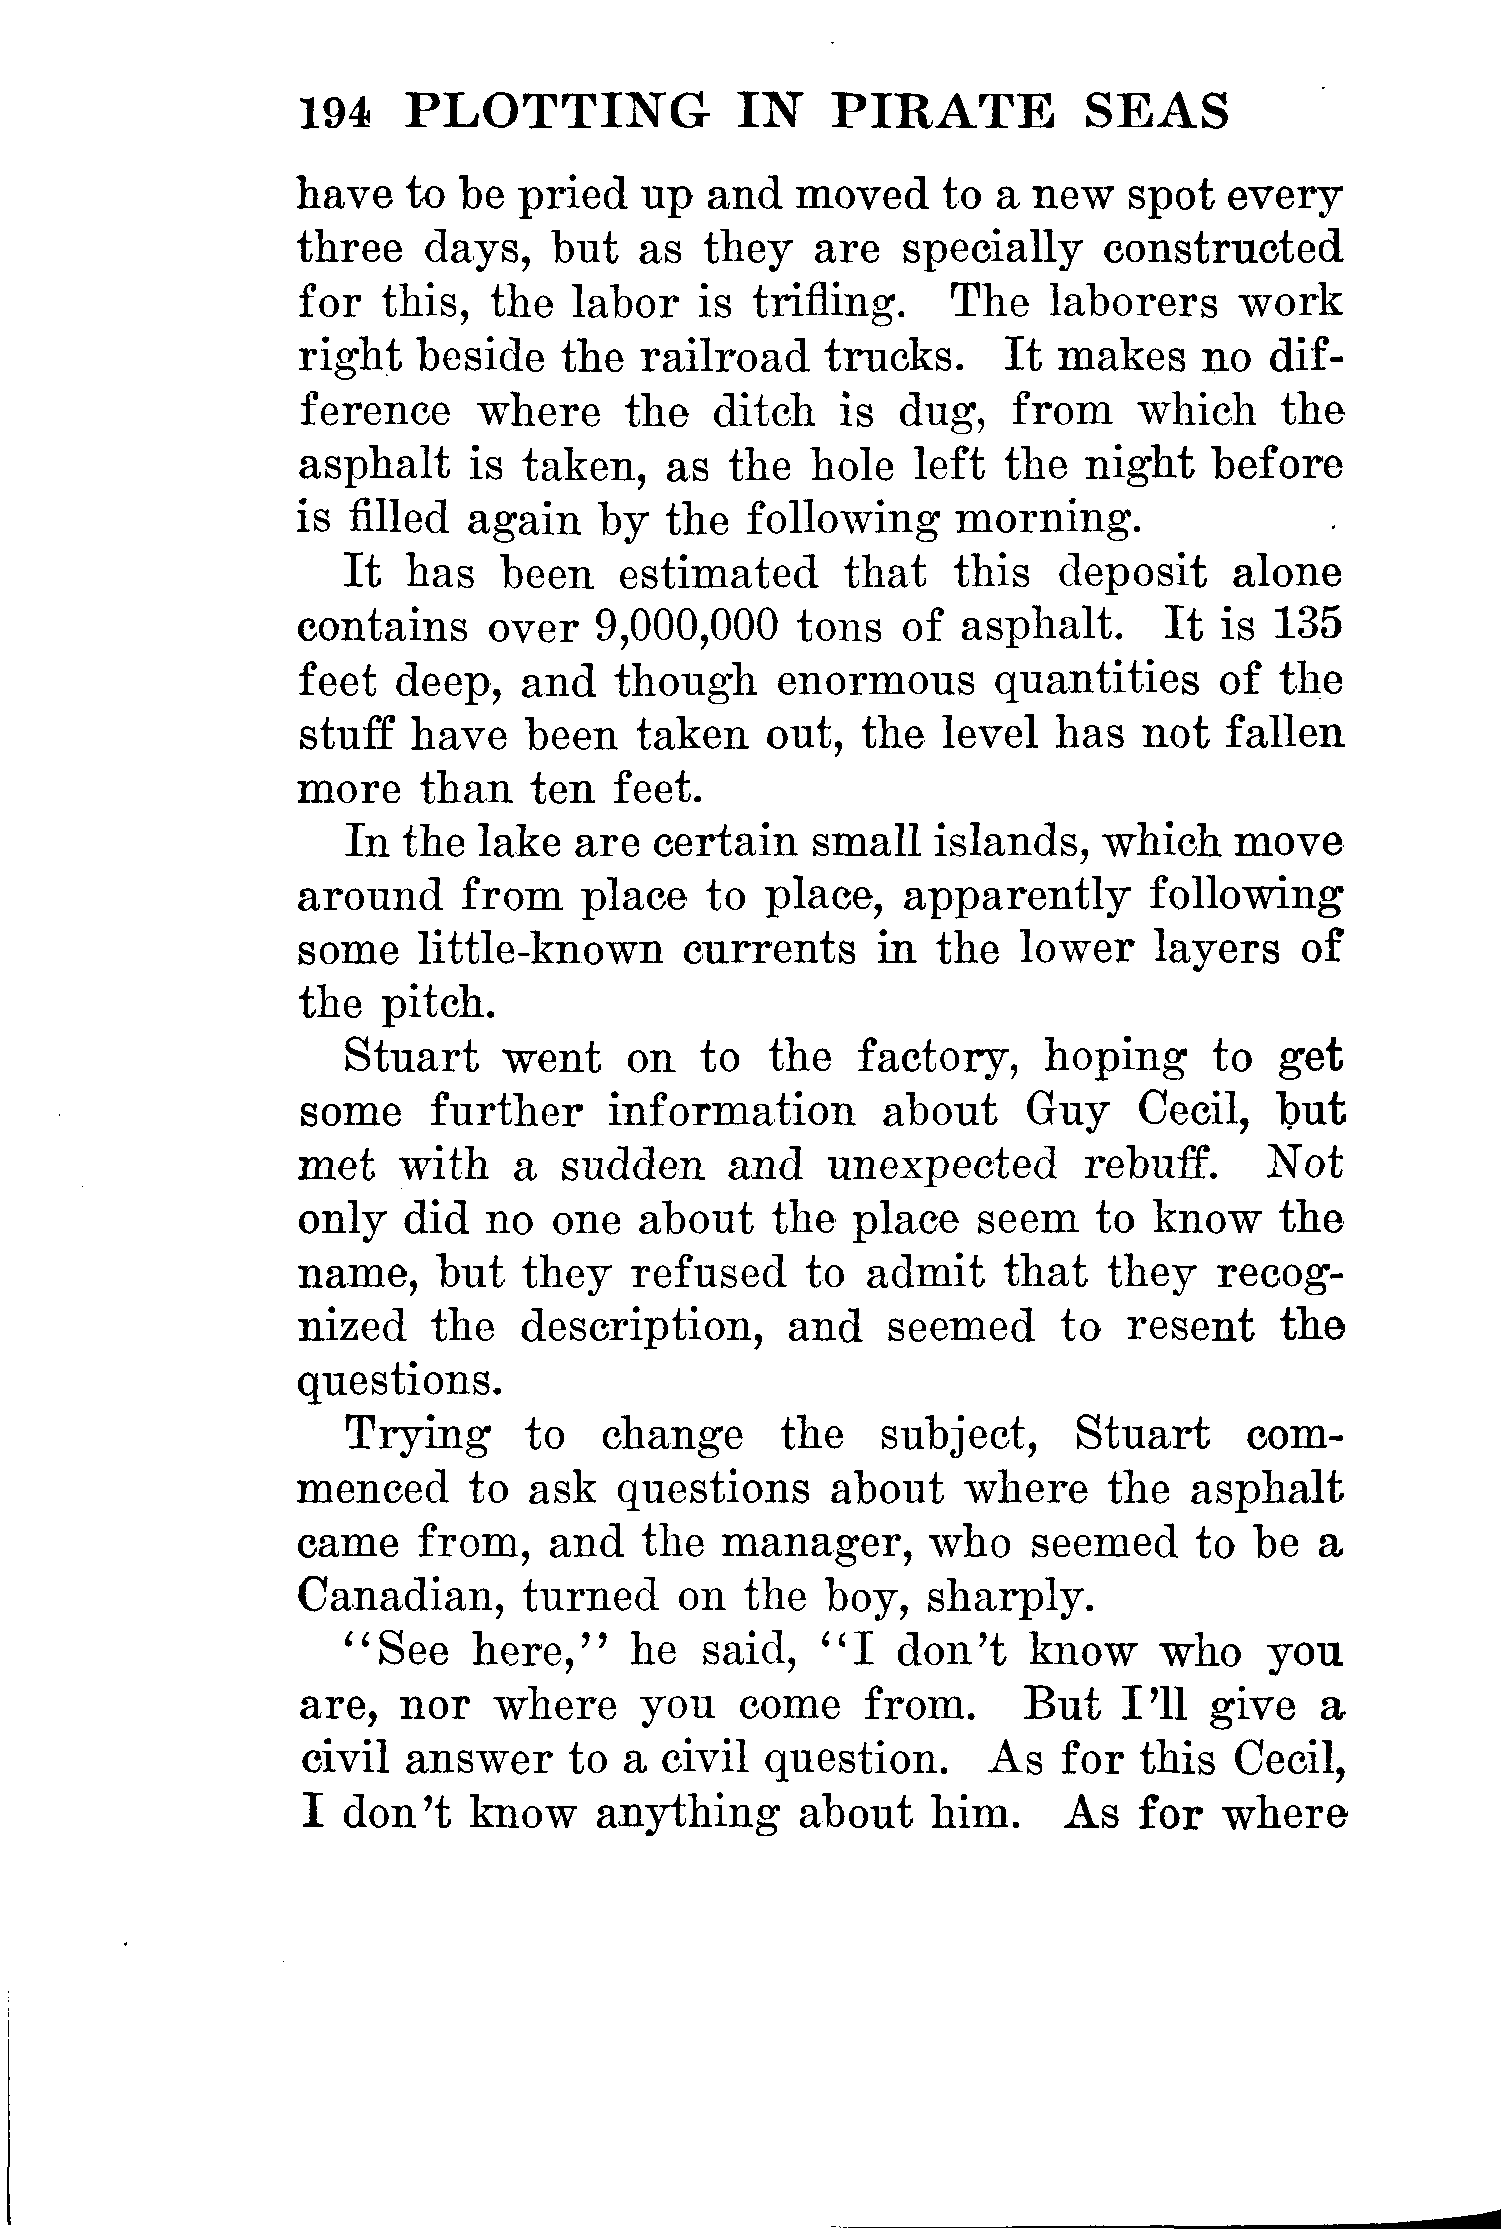 194 PLOTTING IN PIRATE SEAS
have to be pried up and moved to a new spot every
three days, but as they are specially constructed
for this, the labor is trifling. The laborers work
right beside the railroad trucks. It makes no dif-
ference where the ditch is dug, from which the
asphalt is taken, as the hole left the night before
is filled again by the following morning.
It has been estimated that this deposit alone
contains over 9,000,000 tons of asphalt. It is 135
feet deep, and though enormous quantities of the
stuff have been taken out, the level has not fallen
more than ten feet.
In the lake are certain small islands, which move
around from place to place, apparently following
some little-known currents in the lower layers of
the pitch.
Stuart went on to the factory, hoping to get
some further information about Guy Cecil, but
met with a sudden and unexpected rebuff. Not
only did no one about the place seem to know the
name, but they refused to admit that they recog-
nized the description, and seemed to resent the
questions.
Trying to change the subject, Stuart com-
menced to ask questions about where the asphalt
came from, and the manager, who seemed to be a
Canadian, turned on the boy, sharply.
‘‘See here,’’ he said, ‘‘I don’t know who you
are, nor where you come from. But I’ll give a
civil answer to a civil question. As for this Cecil,
I don’t know anything about him. As for where